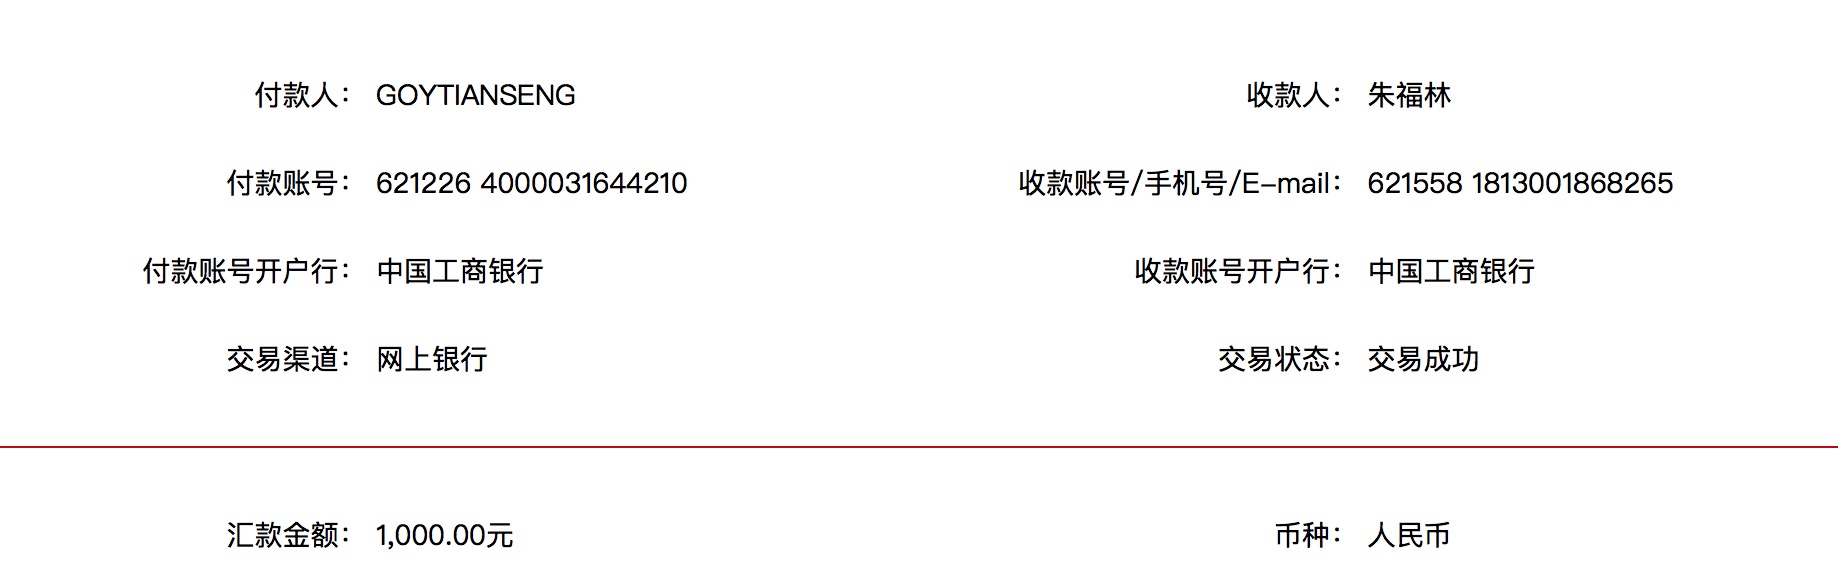 付款人： GOYTIANSENG 收款人： 朱福林
付款账号： 621226 4000031644210 收款账号/手机号/E-mail： 621558 1813001868265
付款账号开户行： 中国工商银行 收款账号开户行： 中国工商银行
交易渠道： 网上银行 交易状态： 交易成功
汇款金额： 1,000.00元 币种： 人民币